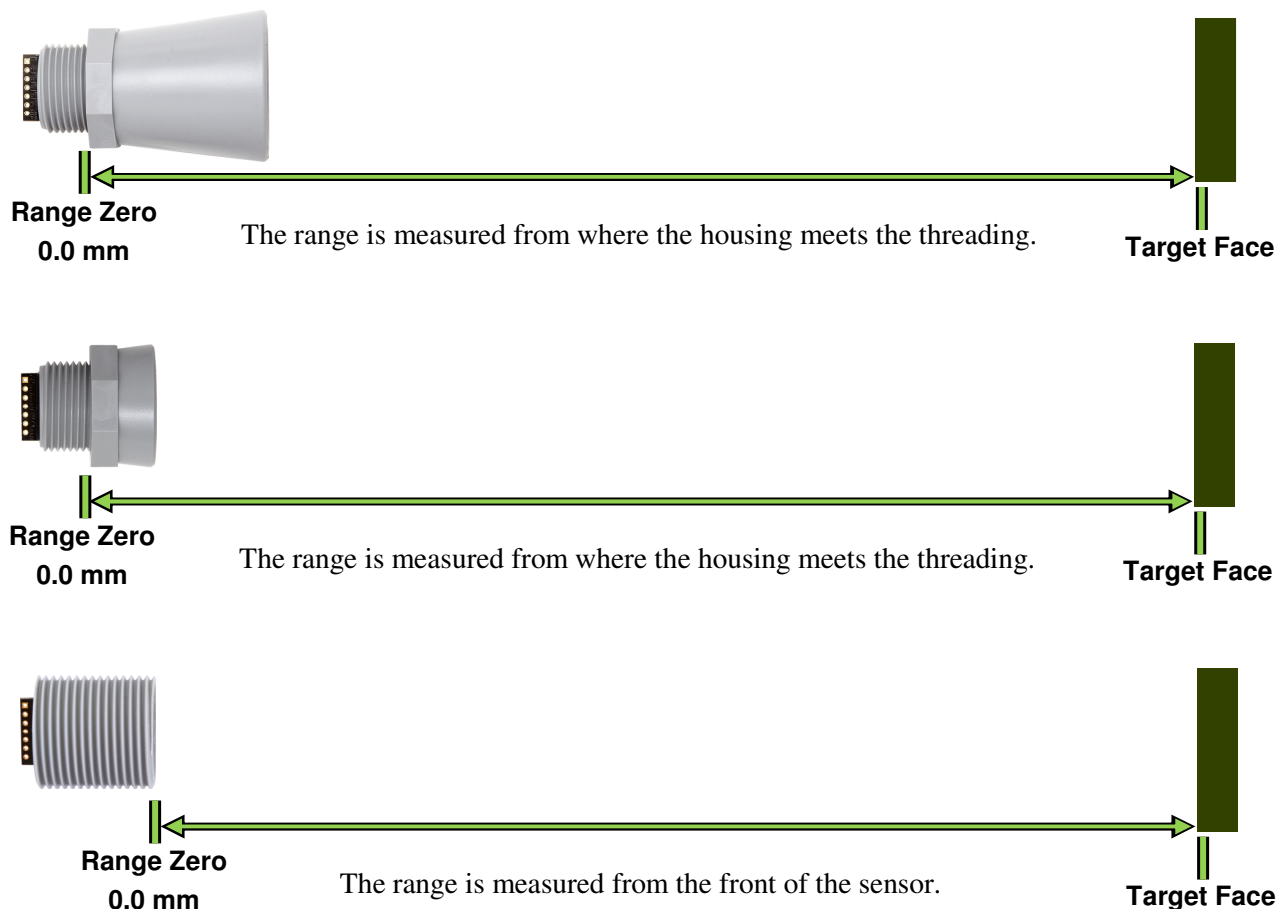 Range Zero
0.0 mm
The range is measured from where the housing meets the threading.
Target Face
Range Zero
0.0 mm
The range is measured from where the housing meets the threading.
Target Face
Range Zero
0.0 mm
The range is measured from the front of the sensor.
Target Face